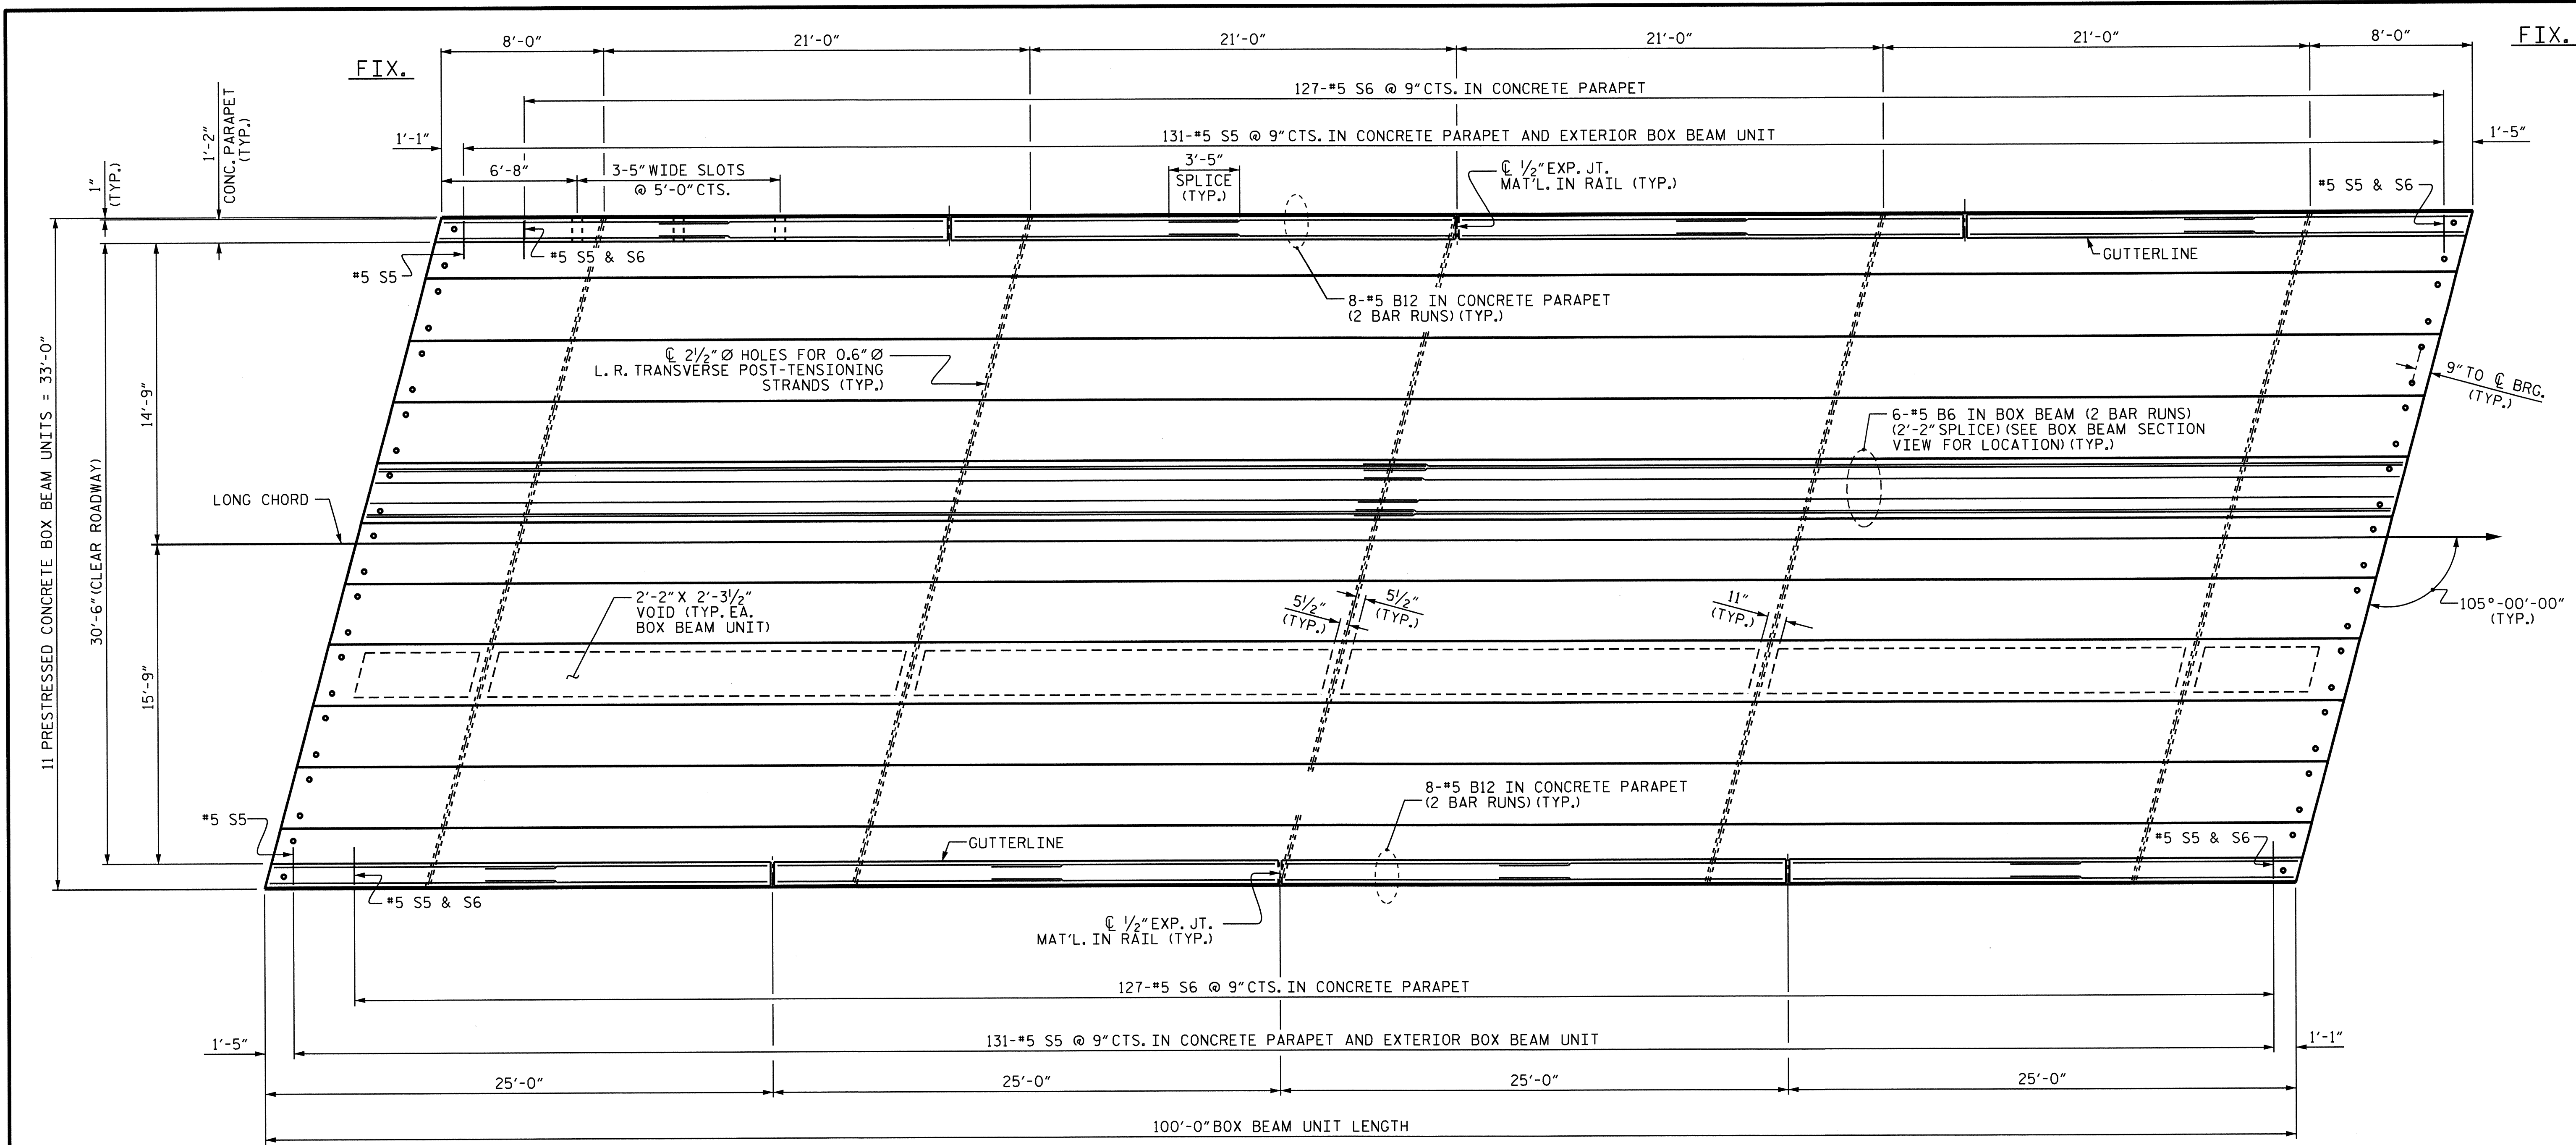 8'-0" 21'-0" 21'-0" 21'-0" 21'-0" 8'-0"
FIX.
FIX.
127-#5 S6 @ 9" CTS. IN CONCRETE PARAPET
1'-1"
131-#5 S5 @ 9" CTS. IN CONCRETE PARAPET AND EXTERIOR BOX BEAM UNIT
1'-5"
1"
(TYP.)
1'-2"
CONC. PARAPET
(TYP.)
6'-8"
3-5" WIDE SLOTS
@ 5'-0" CTS.
3'-5"
SPLICE
(TYP.)
℄ 1/2" EXP. JT.
MAT'L. IN RAIL (TYP.)
#5 S5 & S6
#5 S5
#5 S5 & S6
GUTTERLINE
8-#5 B12 IN CONCRETE PARAPET
(2 BAR RUNS) (TYP.)
℄ 2 1/2" Ø HOLES FOR 0.6" Ø
L. R. TRANSVERSE POST-TENSIONING
STRANDS (TYP.)
9" TO ℄ BRG.
(TYP.)
6-#5 B6 IN BOX BEAM (2 BAR RUNS)
(2'-2" SPLICE) (SEE BOX BEAM SECTION
VIEW FOR LOCATION) (TYP.)
11 PRESTRESSED CONCRETE BOX BEAM UNITS = 33'-0"
30'-6" (CLEAR ROADWAY)
14'-9"
15'-9"
LONG CHORD
2'-2" X 2'-3 1/2"
VOID (TYP. EA.
BOX BEAM UNIT)
5 1/2"
(TYP.)
5 1/2"
(TYP.)
11"
(TYP.)
105°-00'-00"
(TYP.)
8-#5 B12 IN CONCRETE PARAPET
(2 BAR RUNS) (TYP.)
#5 S5
GUTTERLINE
#5 S5 & S6
#5 S5 & S6
℄ 1/2" EXP. JT.
MAT'L. IN RAIL (TYP.)
127-#5 S6 @ 9" CTS. IN CONCRETE PARAPET
1'-5"
131-#5 S5 @ 9" CTS. IN CONCRETE PARAPET AND EXTERIOR BOX BEAM UNIT
1'-1"
25'-0" 25'-0" 25'-0" 25'-0"
100'-0" BOX BEAM UNIT LENGTH